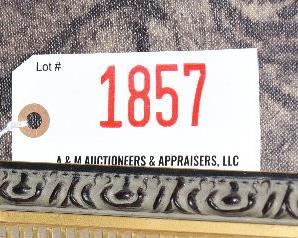 Lot #
1857
A & M AUCTIONEERS & APPRAISERS, LLC